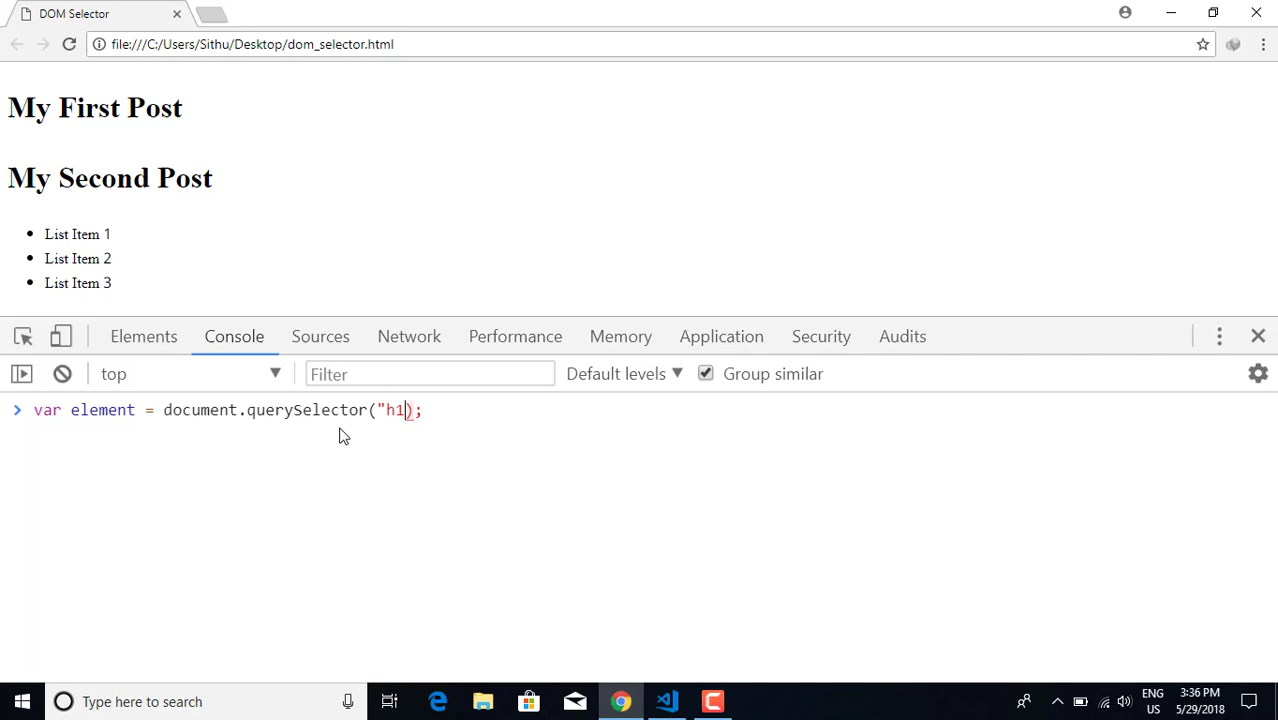 DOM Selector
file:///C:/Users/Sithu/Desktop/dom_selector.html
My First Post
My Second Post
List Item 1
List Item 2
List Item 3
Elements Console Sources Network Performance Memory Application Security Audits
top Filter Default levels Group similar
var element = document.querySelector("h1);
Type here to search
ENG
US
3:36 PM
5/29/2018